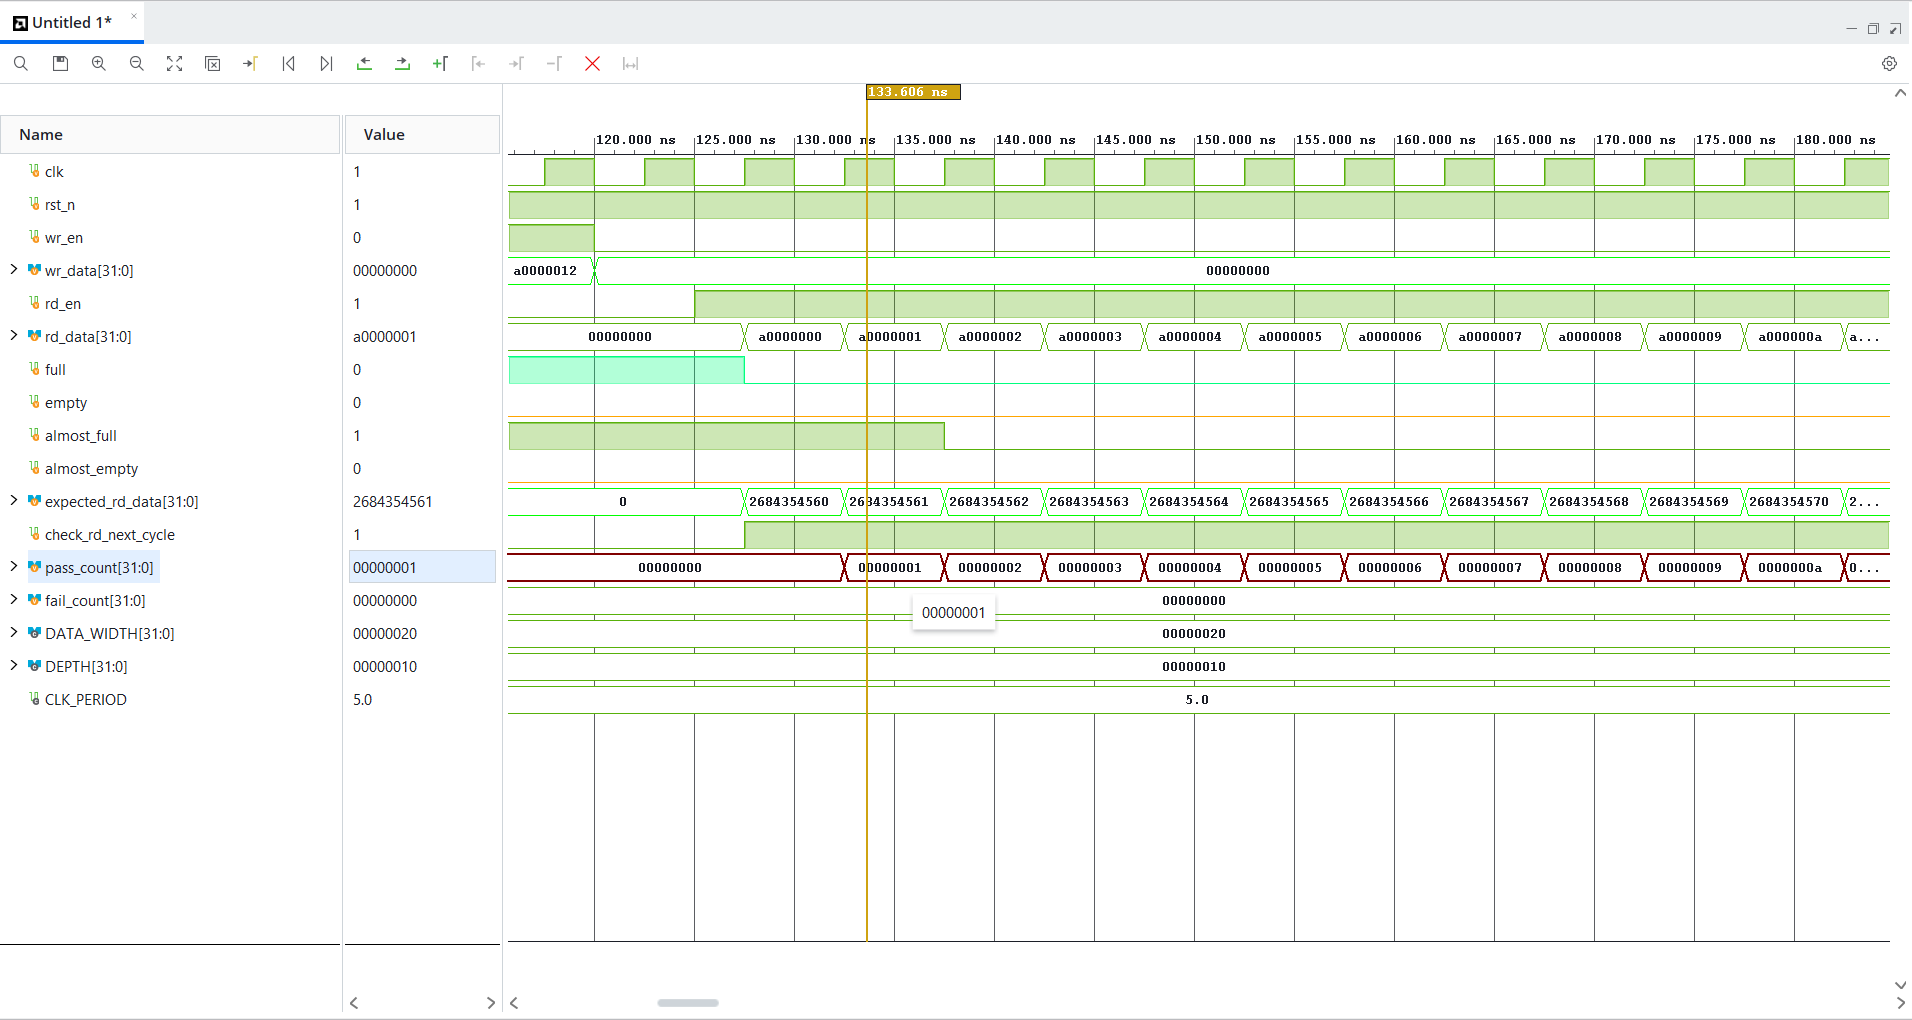 Untitled 1*
133.606 ns
Name Value 120.000 ns 125.000 ns 130.000 ns 135.000 ns 140.000 ns 145.000 ns 150.000 ns 155.000 ns 160.000 ns 165.000 ns 170.000 ns 175.000 ns 180.000 ns
clk 1
rst_n 1
wr_en 0
wr_data[31:0] 00000000 a0000012 00000000
rd_en 1
rd_data[31:0] a0000001 00000000 a0000000 a0000001 a0000002 a0000003 a0000004 a0000005 a0000006 a0000007 a0000008 a0000009 a000000a a...
full 0
empty 0
almost_full 1
almost_empty 0
expected_rd_data[31:0] 2684354561 0 2684354560 2684354561 2684354562 2684354563 2684354564 2684354565 2684354566 2684354567 2684354568 2684354569 2684354570 2...
check_rd_next_cycle 1
pass_count[31:0] 00000001 00000000 00000001 00000002 00000003 00000004 00000005 00000006 00000007 00000008 00000009 0000000a 0...
fail_count[31:0] 00000000 00000000
00000001
DATA_WIDTH[31:0] 00000020 00000020
DEPTH[31:0] 00000010 00000010
CLK_PERIOD 5.0 5.0